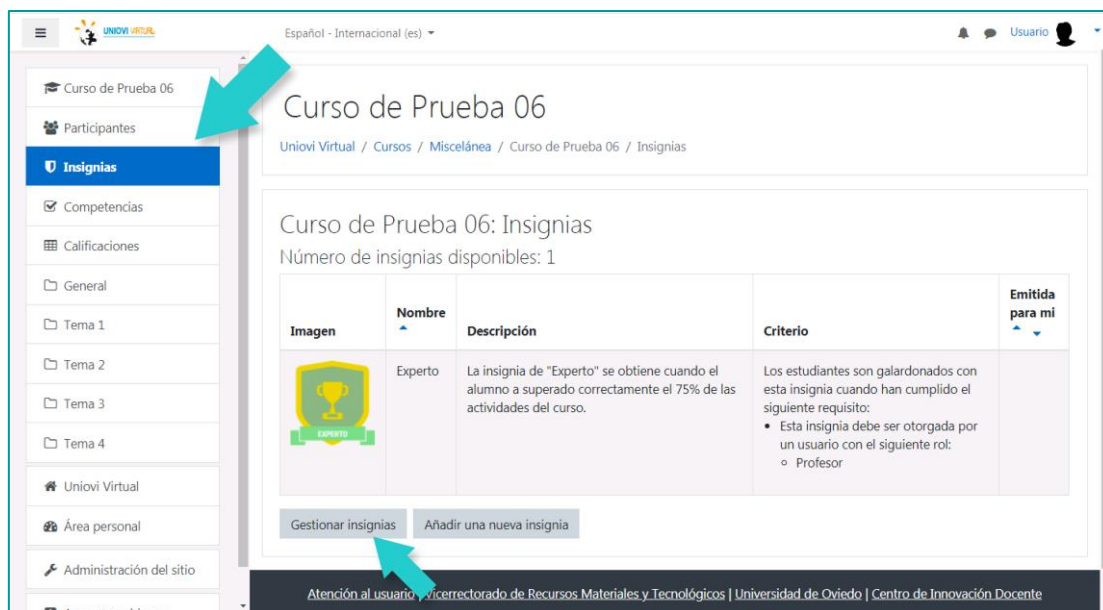 UNIOVI VIRTUAL
Español - Internacional (es)
Usuario
Curso de Prueba 06
Participantes
Insignias
Competencias
Calificaciones
General
Tema 1
Tema 2
Tema 3
Tema 4
Uniovi Virtual
Área personal
Administración del sitio
Curso de Prueba 06
Uniovi Virtual / Cursos / Miscelánea / Curso de Prueba 06 / Insignias
Curso de Prueba 06: Insignias
Número de insignias disponibles: 1
Imagen
Nombre
Descripción
Criterio
Emitida
para mi
EXPERTO
Experto
La insignia de "Experto" se obtiene cuando el
alumno a superado correctamente el 75% de las
actividades del curso.
Los estudiantes son galardonados con
esta insignia cuando han cumplido el
siguiente requisito:
• Esta insignia debe ser otorgada por
un usuario con el siguiente rol:
◦ Profesor
Gestionar insignias
Añadir una nueva insignia
Atención al usuario | Vicerrectorado de Recursos Materiales y Tecnológicos | Universidad de Oviedo | Centro de Innovación Docente